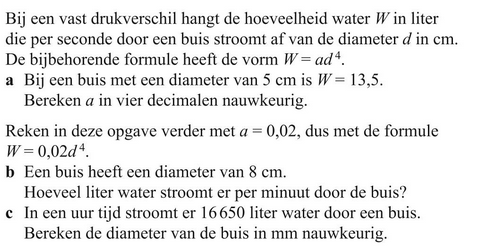 Bij een vast drukverschil hangt de hoeveelheid water W in liter
die per seconde door een buis stroomt af van de diameter d in cm.
De bijbehorende formule heeft de vorm W = ad⁴.
a Bij een buis met een diameter van 5 cm is W = 13,5.
Bereken a in vier decimalen nauwkeurig.
Reken in deze opgave verder met a = 0,02, dus met de formule
W = 0,02d⁴.
b Een buis heeft een diameter van 8 cm.
Hoeveel liter water stroomt er per minuut door de buis?
c In een uur tijd stroomt er 16 650 liter water door een buis.
Bereken de diameter van de buis in mm nauwkeurig.